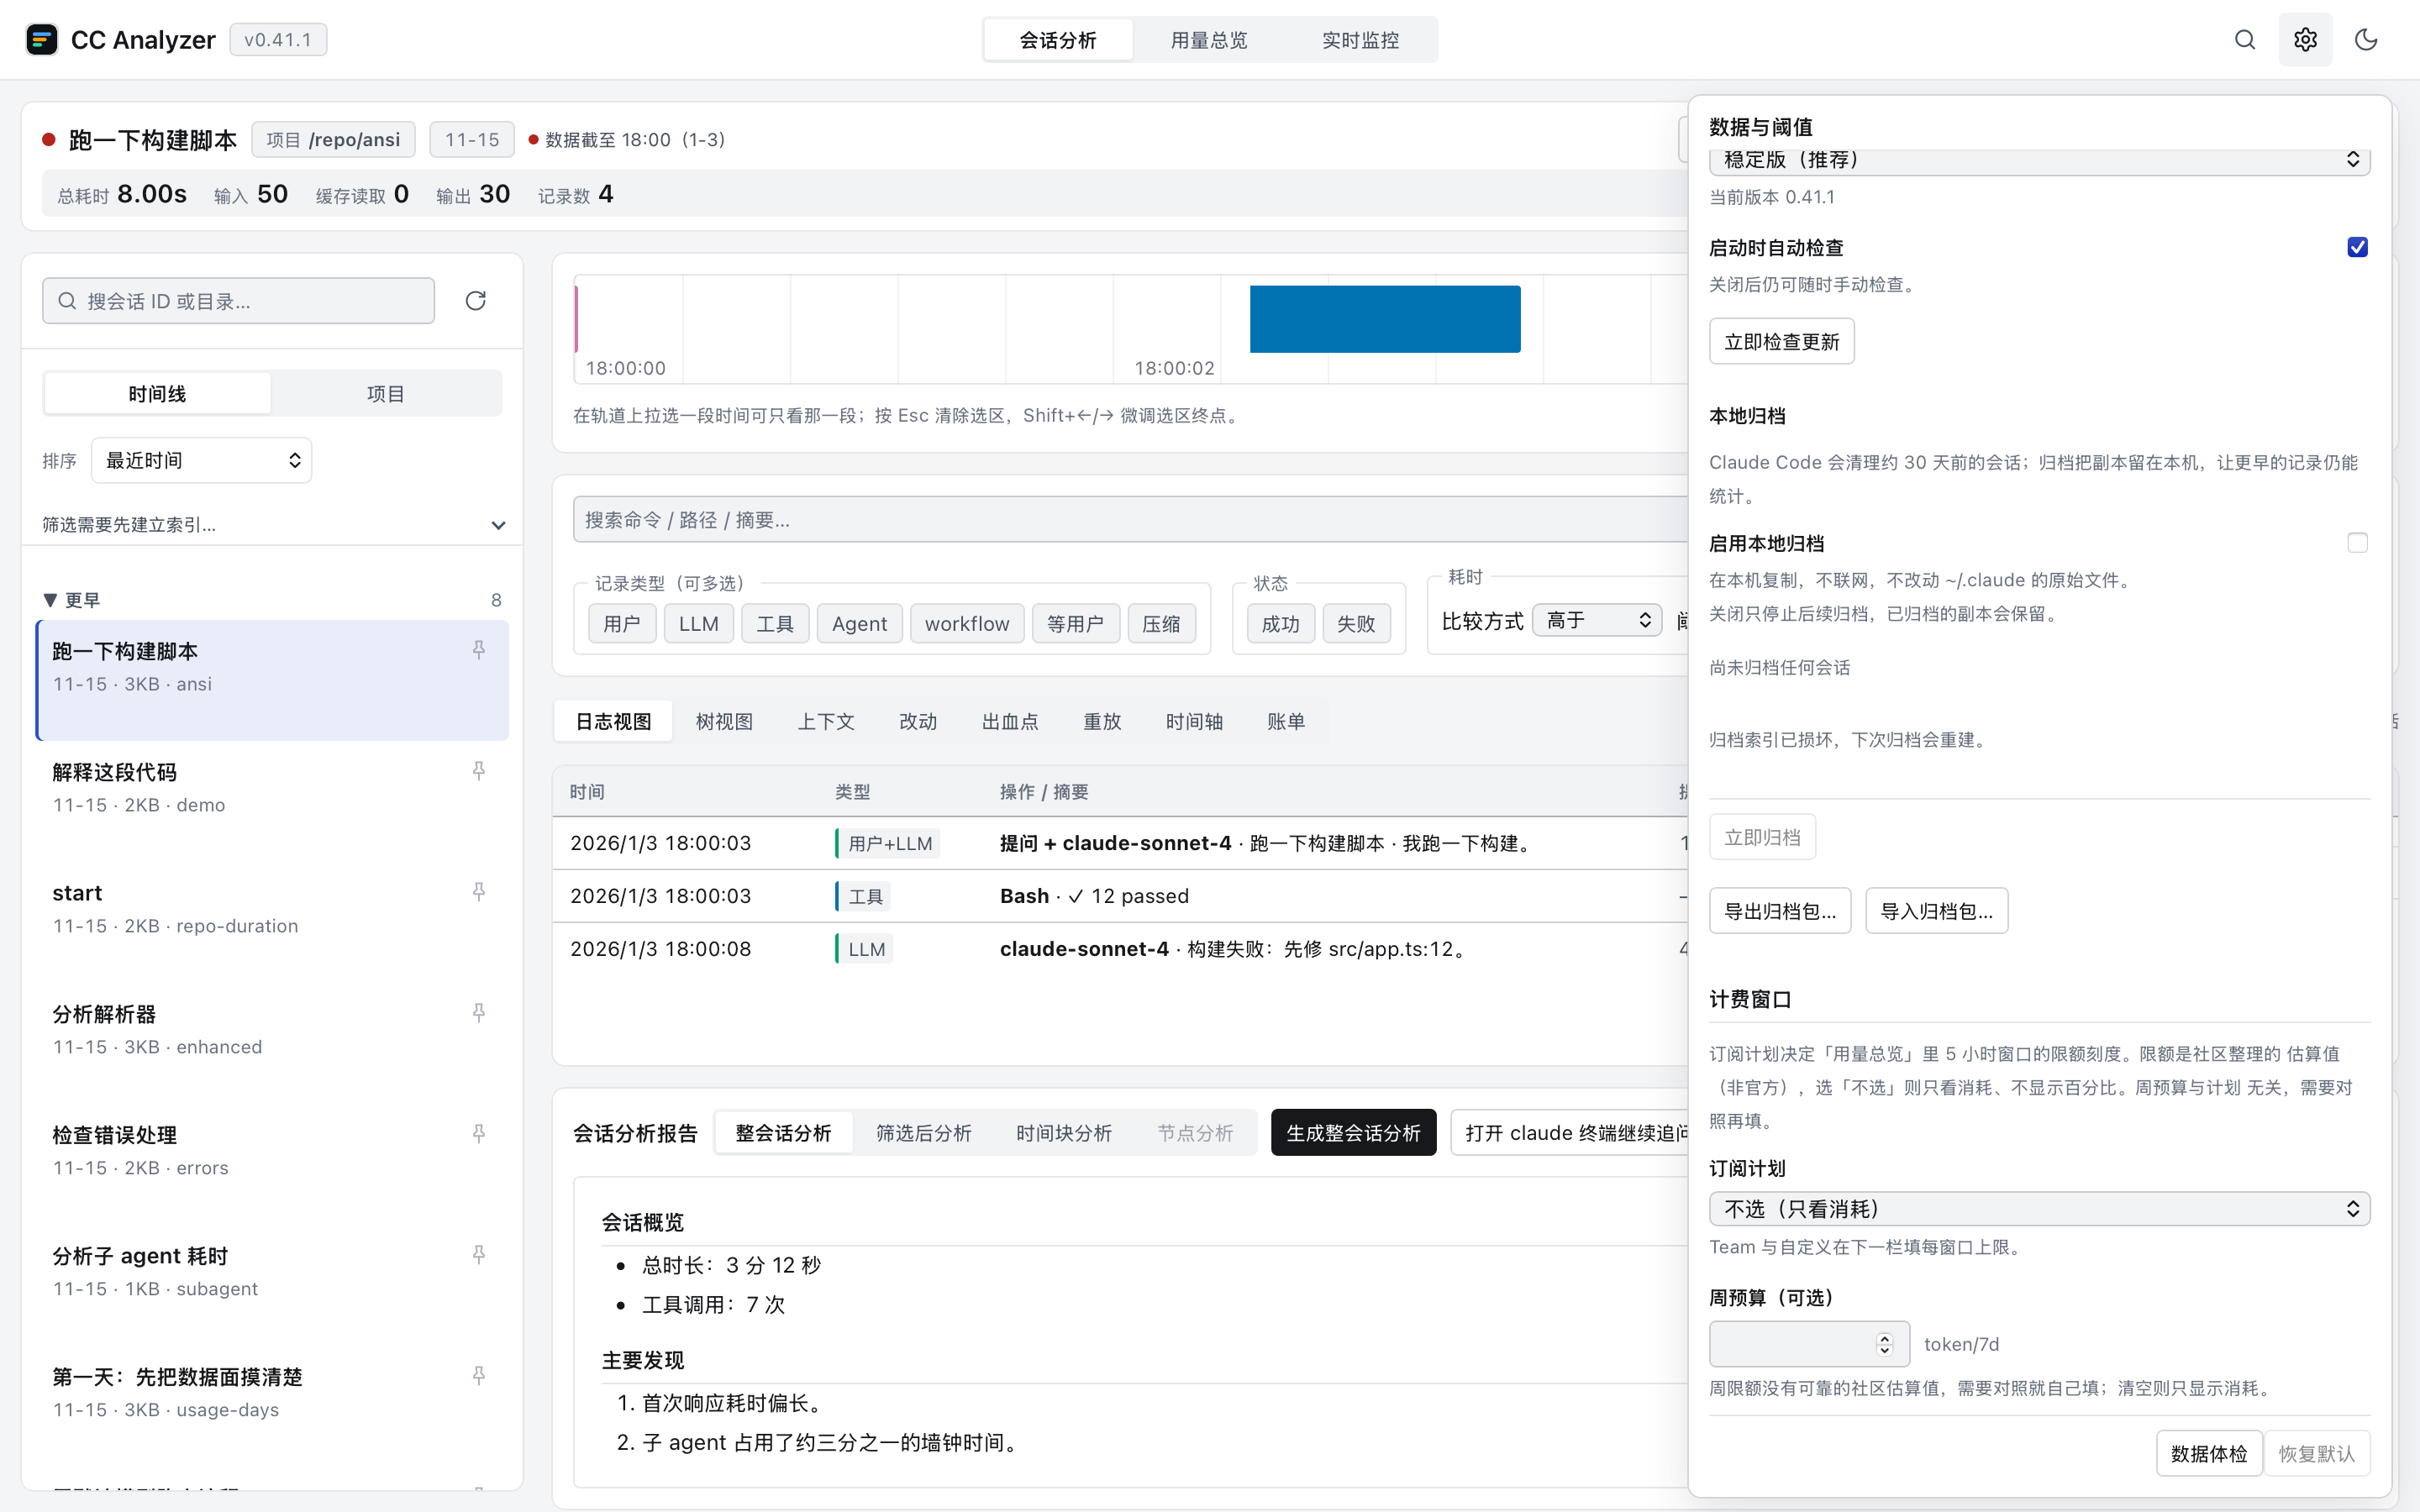 CC Analyzer v0.41.1
会话分析 用量总览 实时监控
跑一下构建脚本 项目 /repo/ansi 11-15 数据截至 18:00（1-3）
总耗时 8.00s 输入 50 缓存读取 0 输出 30 记录数 4
搜会话 ID 或目录...
时间线 项目
排序 最近时间
筛选需要先建立索引...
▼ 更早 8
跑一下构建脚本
11-15 · 3KB · ansi
解释这段代码
11-15 · 2KB · demo
start
11-15 · 2KB · repo-duration
分析解析器
11-15 · 3KB · enhanced
检查错误处理
11-15 · 2KB · errors
分析子 agent 耗时
11-15 · 1KB · subagent
第一天：先把数据面摸清楚
11-15 · 3KB · usage-days
18:00:00 18:00:02
在轨道上拉选一段时间可只看那一段；按 Esc 清除选区，Shift+←/→ 微调选区终点。
搜索命令 / 路径 / 摘要...
记录类型（可多选） 状态 耗时
用户 LLM 工具 Agent workflow 等用户 压缩 成功 失败 比较方式 高于
日志视图 树视图 上下文 改动 出血点 重放 时间轴 账单
时间 类型 操作 / 摘要
2026/1/3 18:00:03 用户+LLM 提问 + claude-sonnet-4 · 跑一下构建脚本 · 我跑一下构建。
2026/1/3 18:00:03 工具 Bash · ✓ 12 passed
2026/1/3 18:00:08 LLM claude-sonnet-4 · 构建失败：先修 src/app.ts:12。
会话分析报告 整会话分析 筛选后分析 时间块分析 节点分析 生成整会话分析 打开 claude 终端继续追问
会话概览
• 总时长：3 分 12 秒
• 工具调用：7 次
主要发现
1. 首次响应耗时偏长。
2. 子 agent 占用了约三分之一的墙钟时间。
数据与阈值
稳定版（推荐）
当前版本 0.41.1
启动时自动检查
关闭后仍可随时手动检查。
立即检查更新
本地归档
Claude Code 会清理约 30 天前的会话；归档把副本留在本机，让更早的记录仍能
统计。
启用本地归档
在本机复制，不联网，不改动 ~/.claude 的原始文件。
关闭只停止后续归档，已归档的副本会保留。
尚未归档任何会话
归档索引已损坏，下次归档会重建。
立即归档
导出归档包... 导入归档包...
计费窗口
订阅计划决定「用量总览」里 5 小时窗口的限额刻度。限额是社区整理的 估算值
（非官方），选「不选」则只看消耗、不显示百分比。周预算与计划 无关，需要对
照再填。
订阅计划
不选（只看消耗）
Team 与自定义在下一栏填每窗口上限。
周预算（可选）
token/7d
周限额没有可靠的社区估算值，需要对照就自己填；清空则只显示消耗。
数据体检 恢复默认